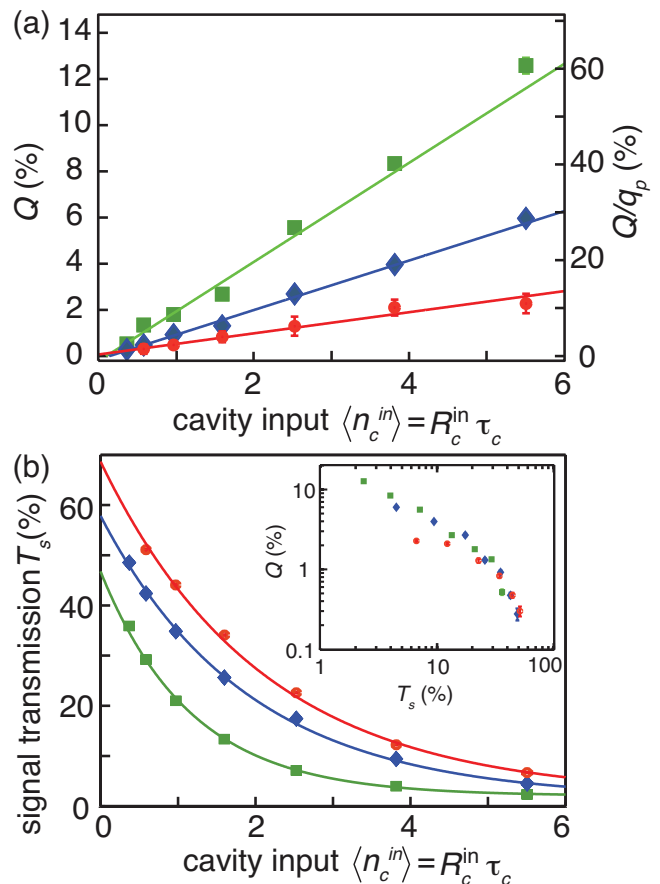 (a)
14
12
10
8
6
4
2
0
Q (%)
60
40
20
0
Q/q_p (%)
0 2 4 6
cavity input ⟨n_c^in⟩ = R_c^in τ_c
(b)
60
40
20
0
signal transmission T_s (%)
10
1
0.1
Q (%)
1 10 100
T_s (%)
0 2 4 6
cavity input ⟨n_c^in⟩ = R_c^in τ_c